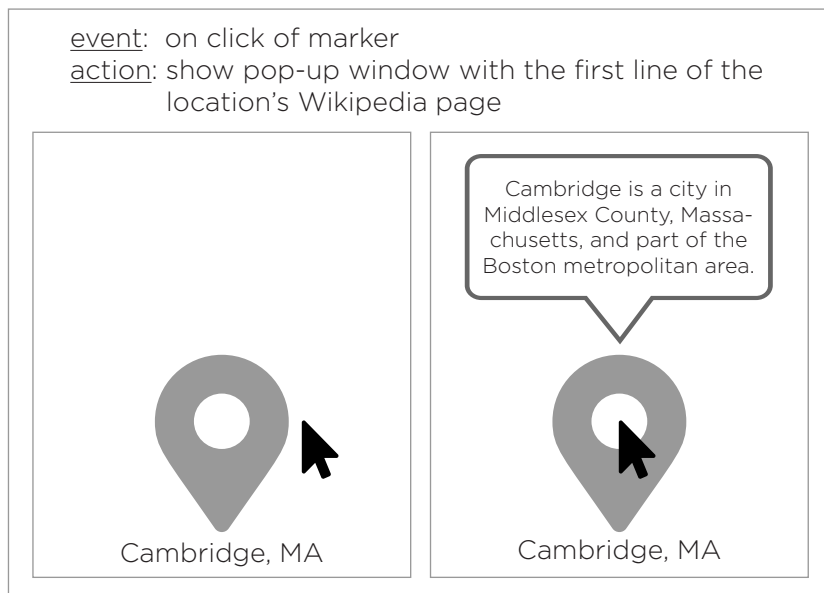 event: on click of marker
action: show pop-up window with the first line of the
location’s Wikipedia page
Cambridge, MA
Cambridge is a city in
Middlesex County, Massa-
chusetts, and part of the
Boston metropolitan area.
Cambridge, MA